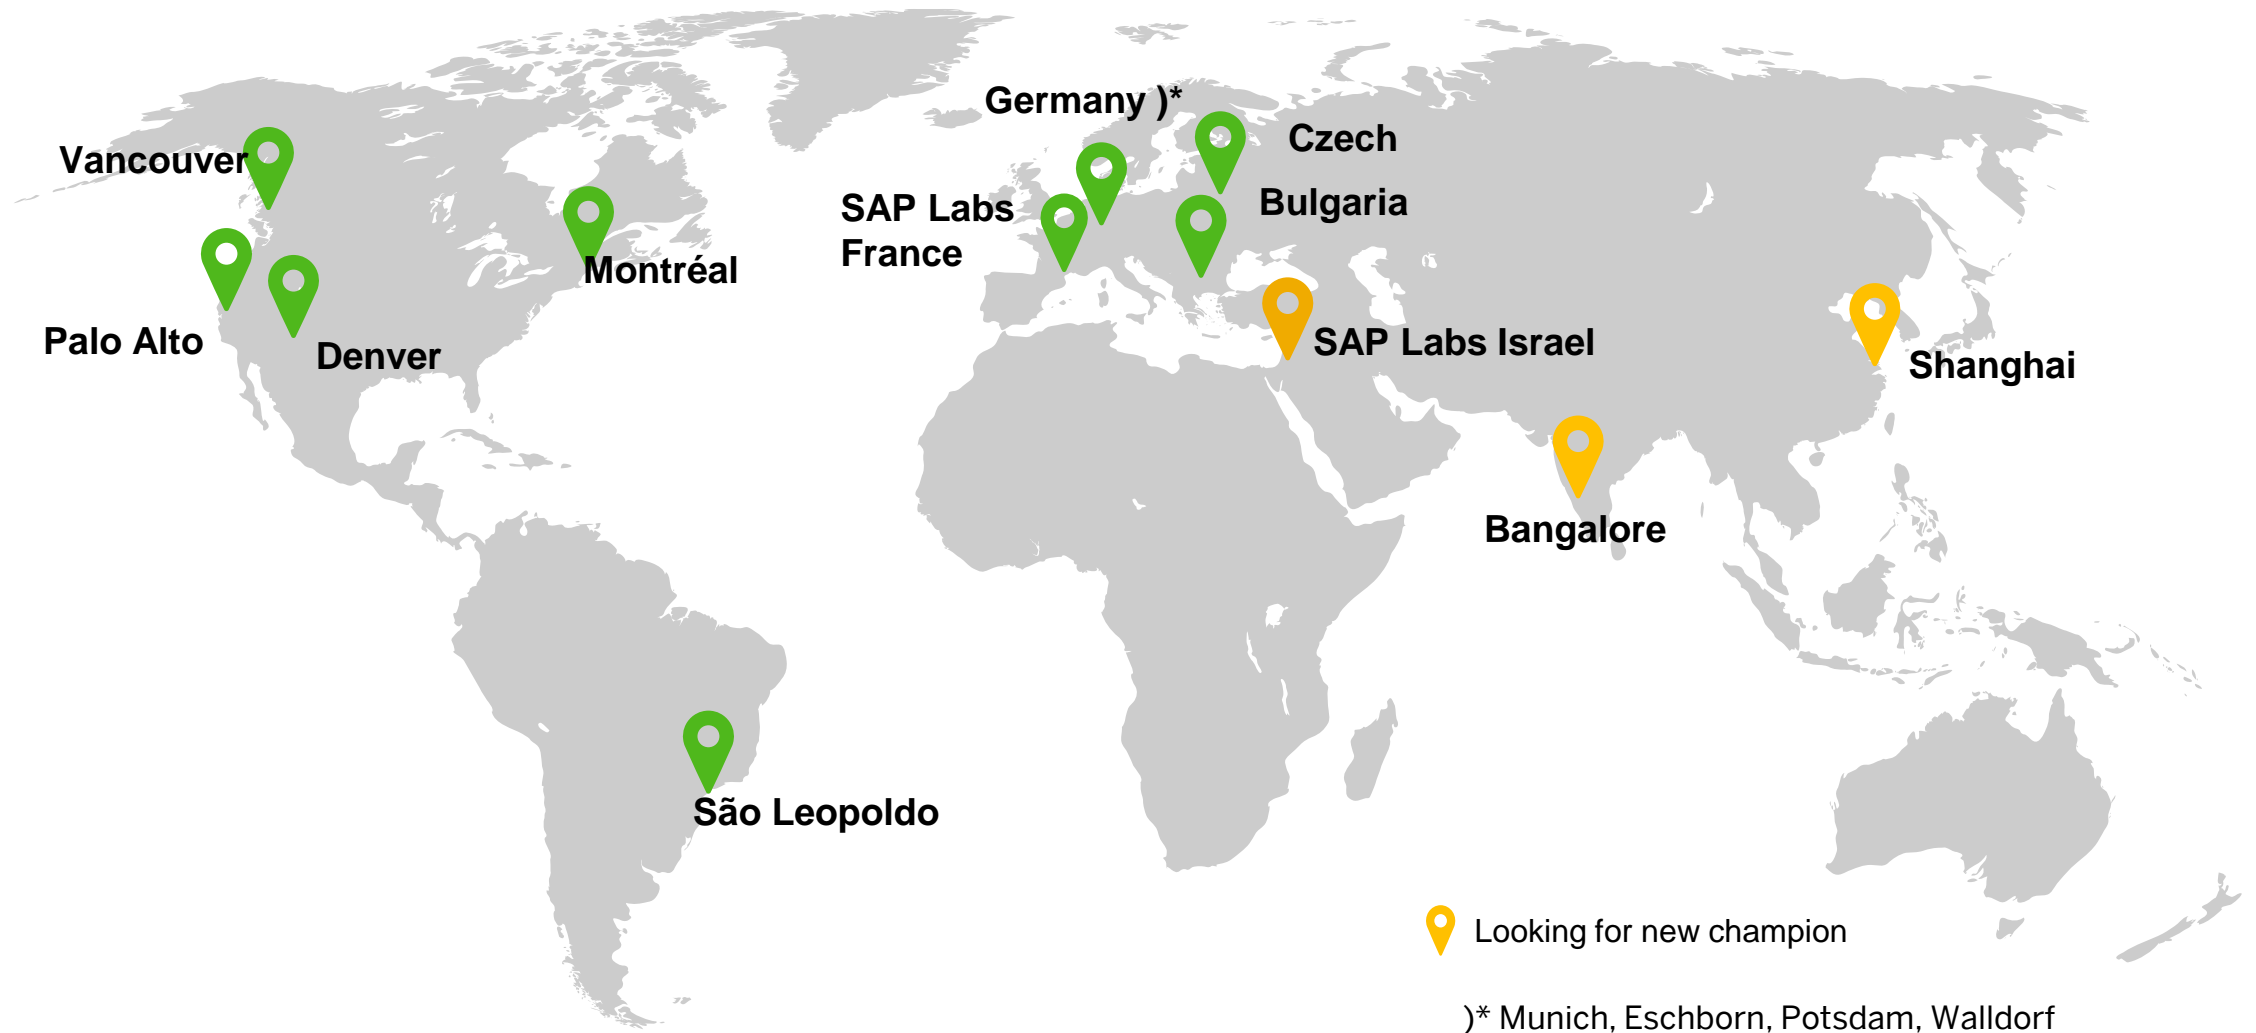 Germany )*
Czech
Vancouver
Bulgaria
SAP Labs
France
Montréal
Palo Alto
Denver
SAP Labs Israel
Shanghai
Bangalore
São Leopoldo
Looking for new champion
)* Munich, Eschborn, Potsdam, Walldorf